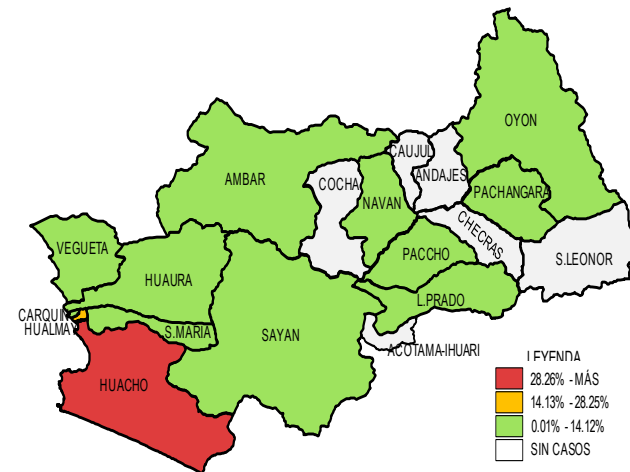 OYON
CAUJUL
ANDAJES
AMBAR
COCHA
NAVAN
PACHANGARA
CHECRAS
VEGUETA
PACCHO
S.LEONOR
HUAURA
L.PRADO
CARQUIN
HUALMAY
S.MARIA
SAYAN
ACOTAMA-IHUARI
HUACHO
LEYENDA
28.26% - MÁS
14.13% - 28.25%
0.01% - 14.12%
SIN CASOS